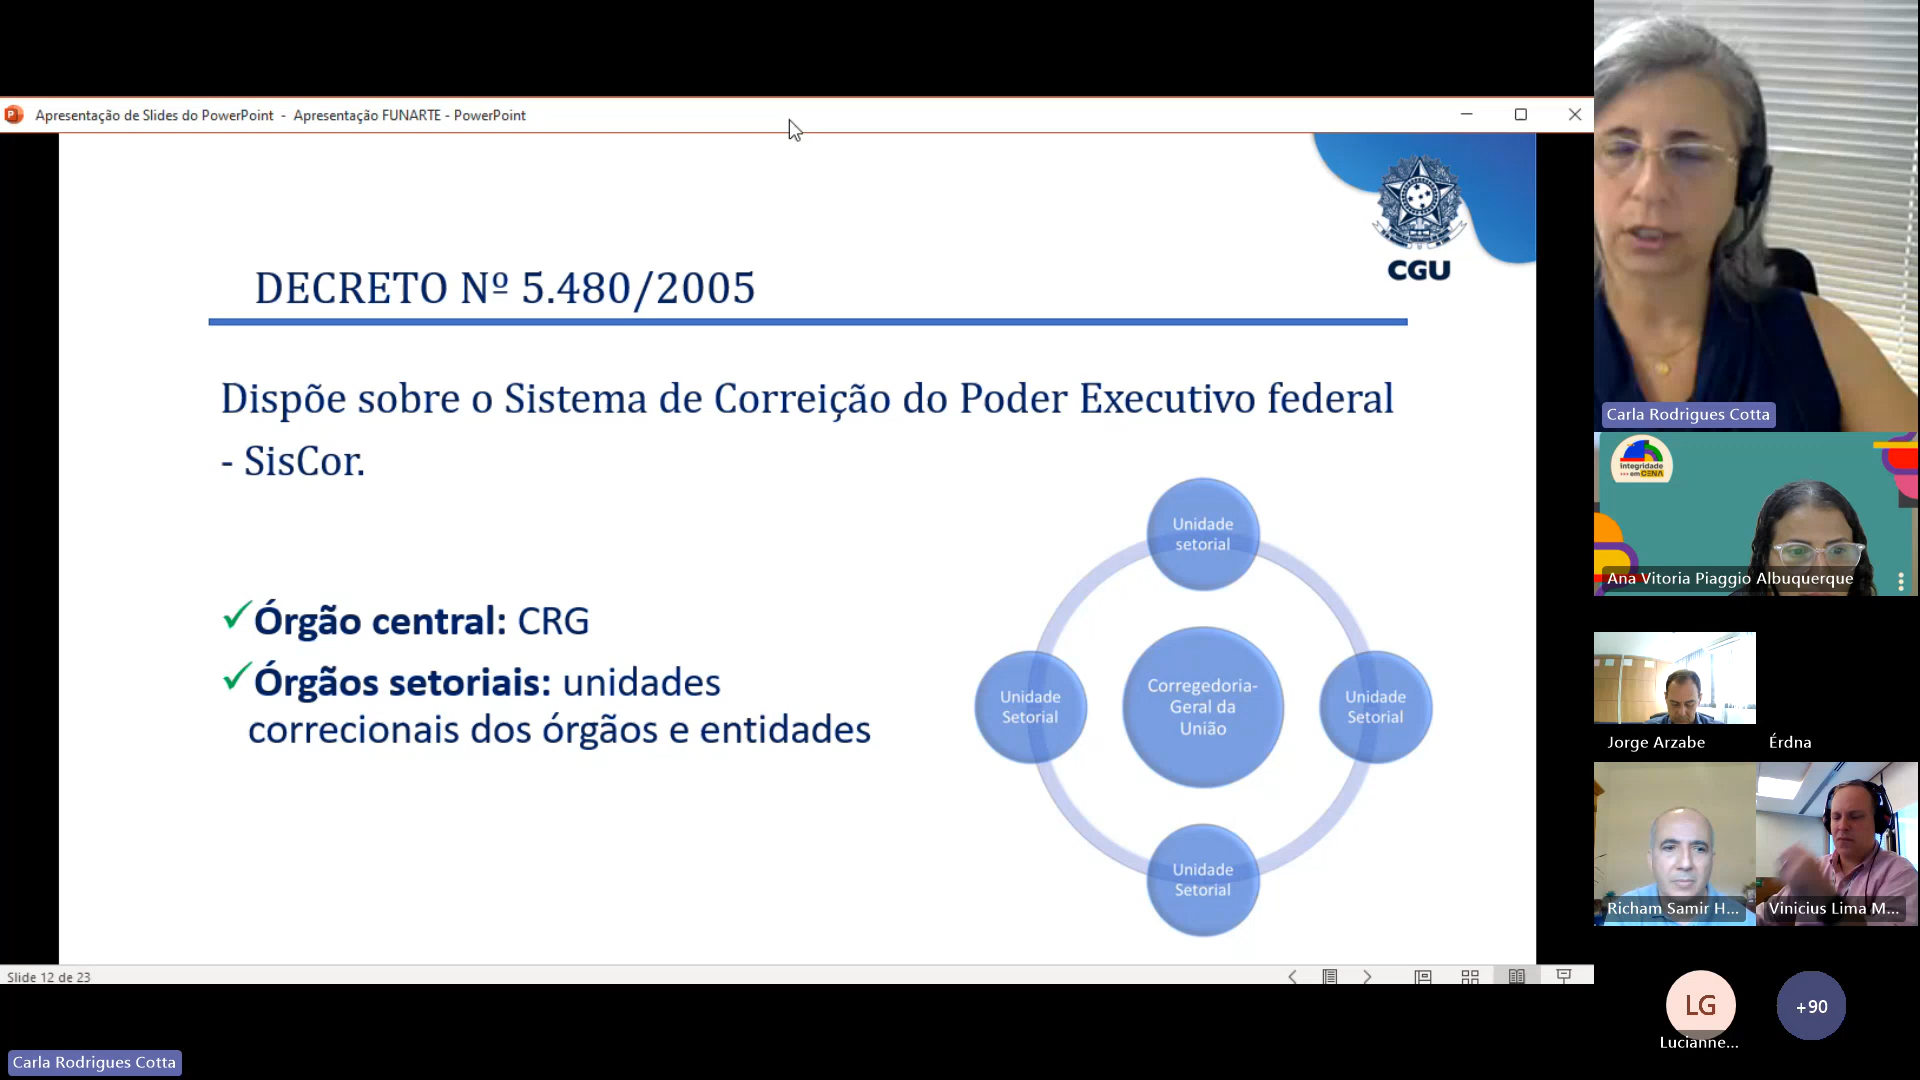 Apresentação de Slides do PowerPoint - Apresentação FUNARTE - PowerPoint
CGU
DECRETO Nº 5.480/2005
Dispõe sobre o Sistema de Correição do Poder Executivo federal
- SisCor.
✓Órgão central: CRG
✓Órgãos setoriais: unidades
correcionais dos órgãos e entidades
Unidade
setorial
Unidade
Setorial
Corregedoria-
Geral da
União
Unidade
Setorial
Unidade
Setorial
Slide 12 de 23
Carla Rodrigues Cotta
Carla Rodrigues Cotta
integridade
em CENA
Ana Vitoria Piaggio Albuquerque
Jorge Arzabe
Érdna
Richam Samir H...
Vinicius Lima M...
LG
Lucianne...
+90